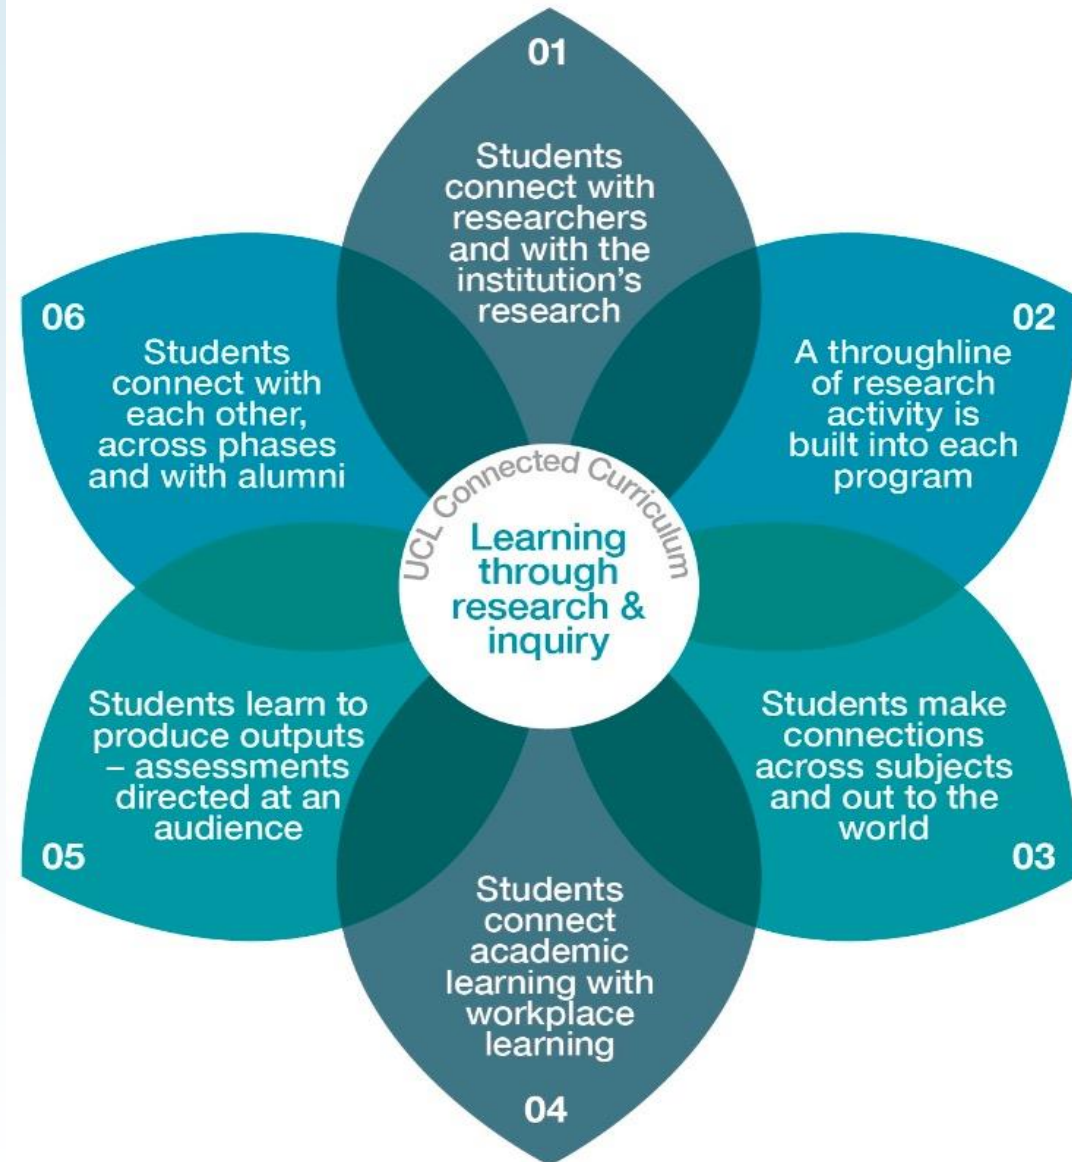 01
Students
connect with
researchers
and with the
institution's
research
02
A throughline
of research
activity is
built into each
program
03
Students make
connections
across subjects
and out to the
world
04
Students
connect
academic
learning with
workplace
learning
05
Students learn to
produce outputs
– assessments
directed at an
audience
06
Students
connect with
each other,
across phases
and with alumni
UCL Connected Curriculum
Learning
through
research &
inquiry